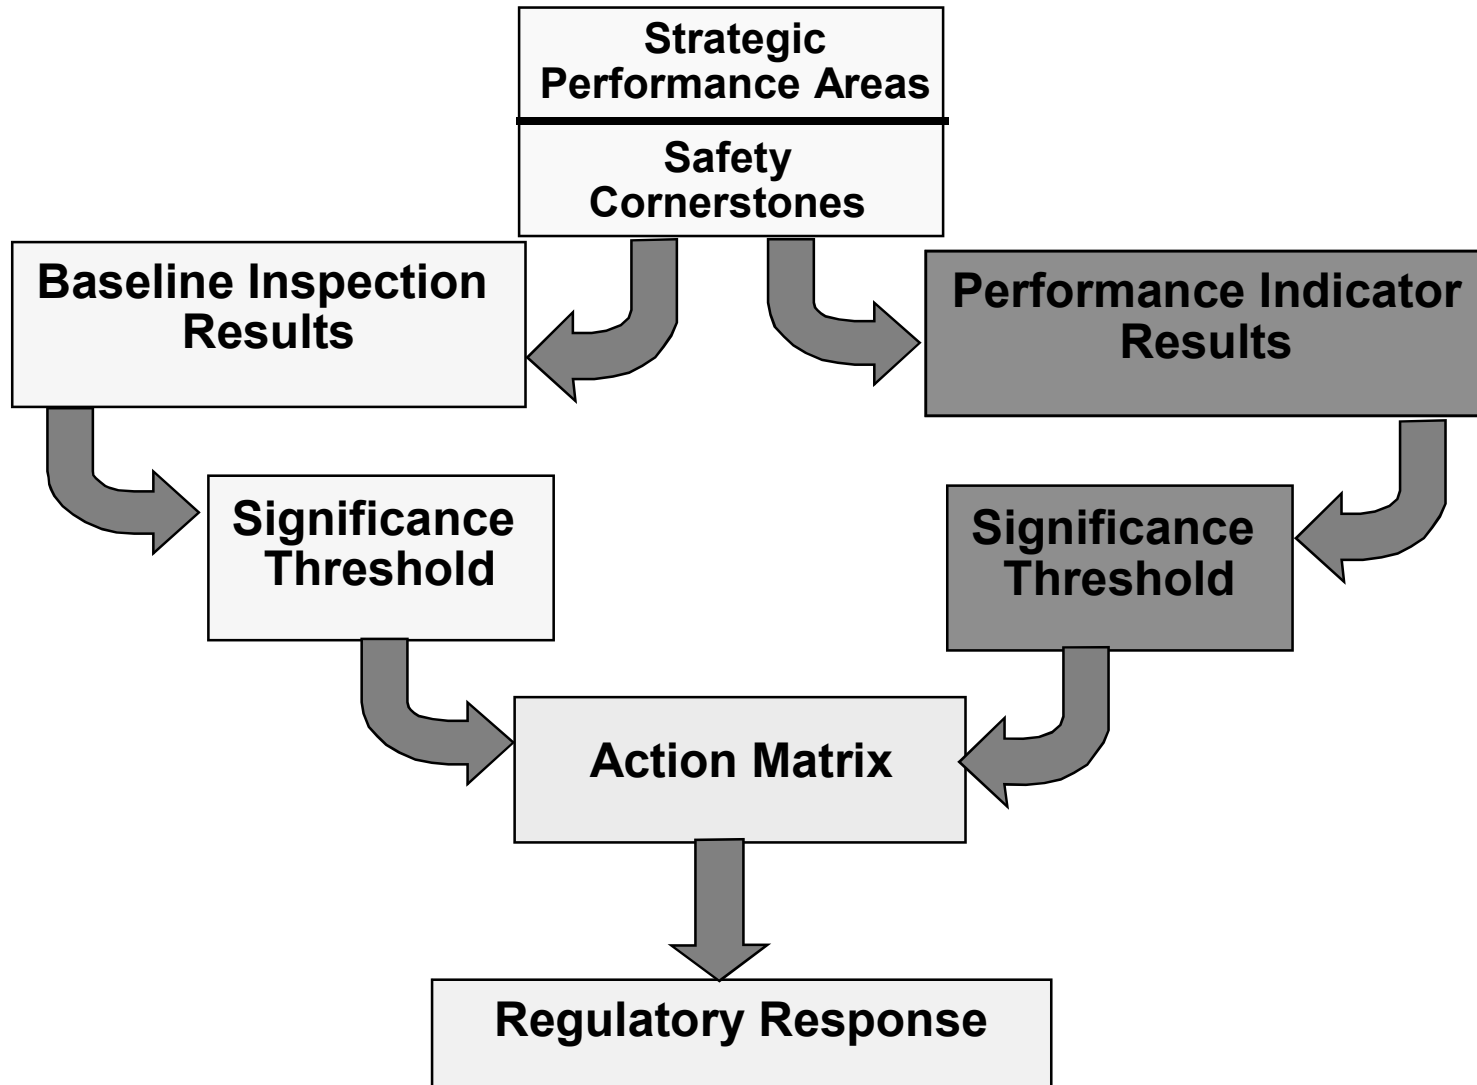 Strategic
Performance Areas
Safety
Cornerstones
Baseline Inspection
Results
Performance Indicator
Results
Significance
Threshold
Significance
Threshold
Action Matrix
Regulatory Response